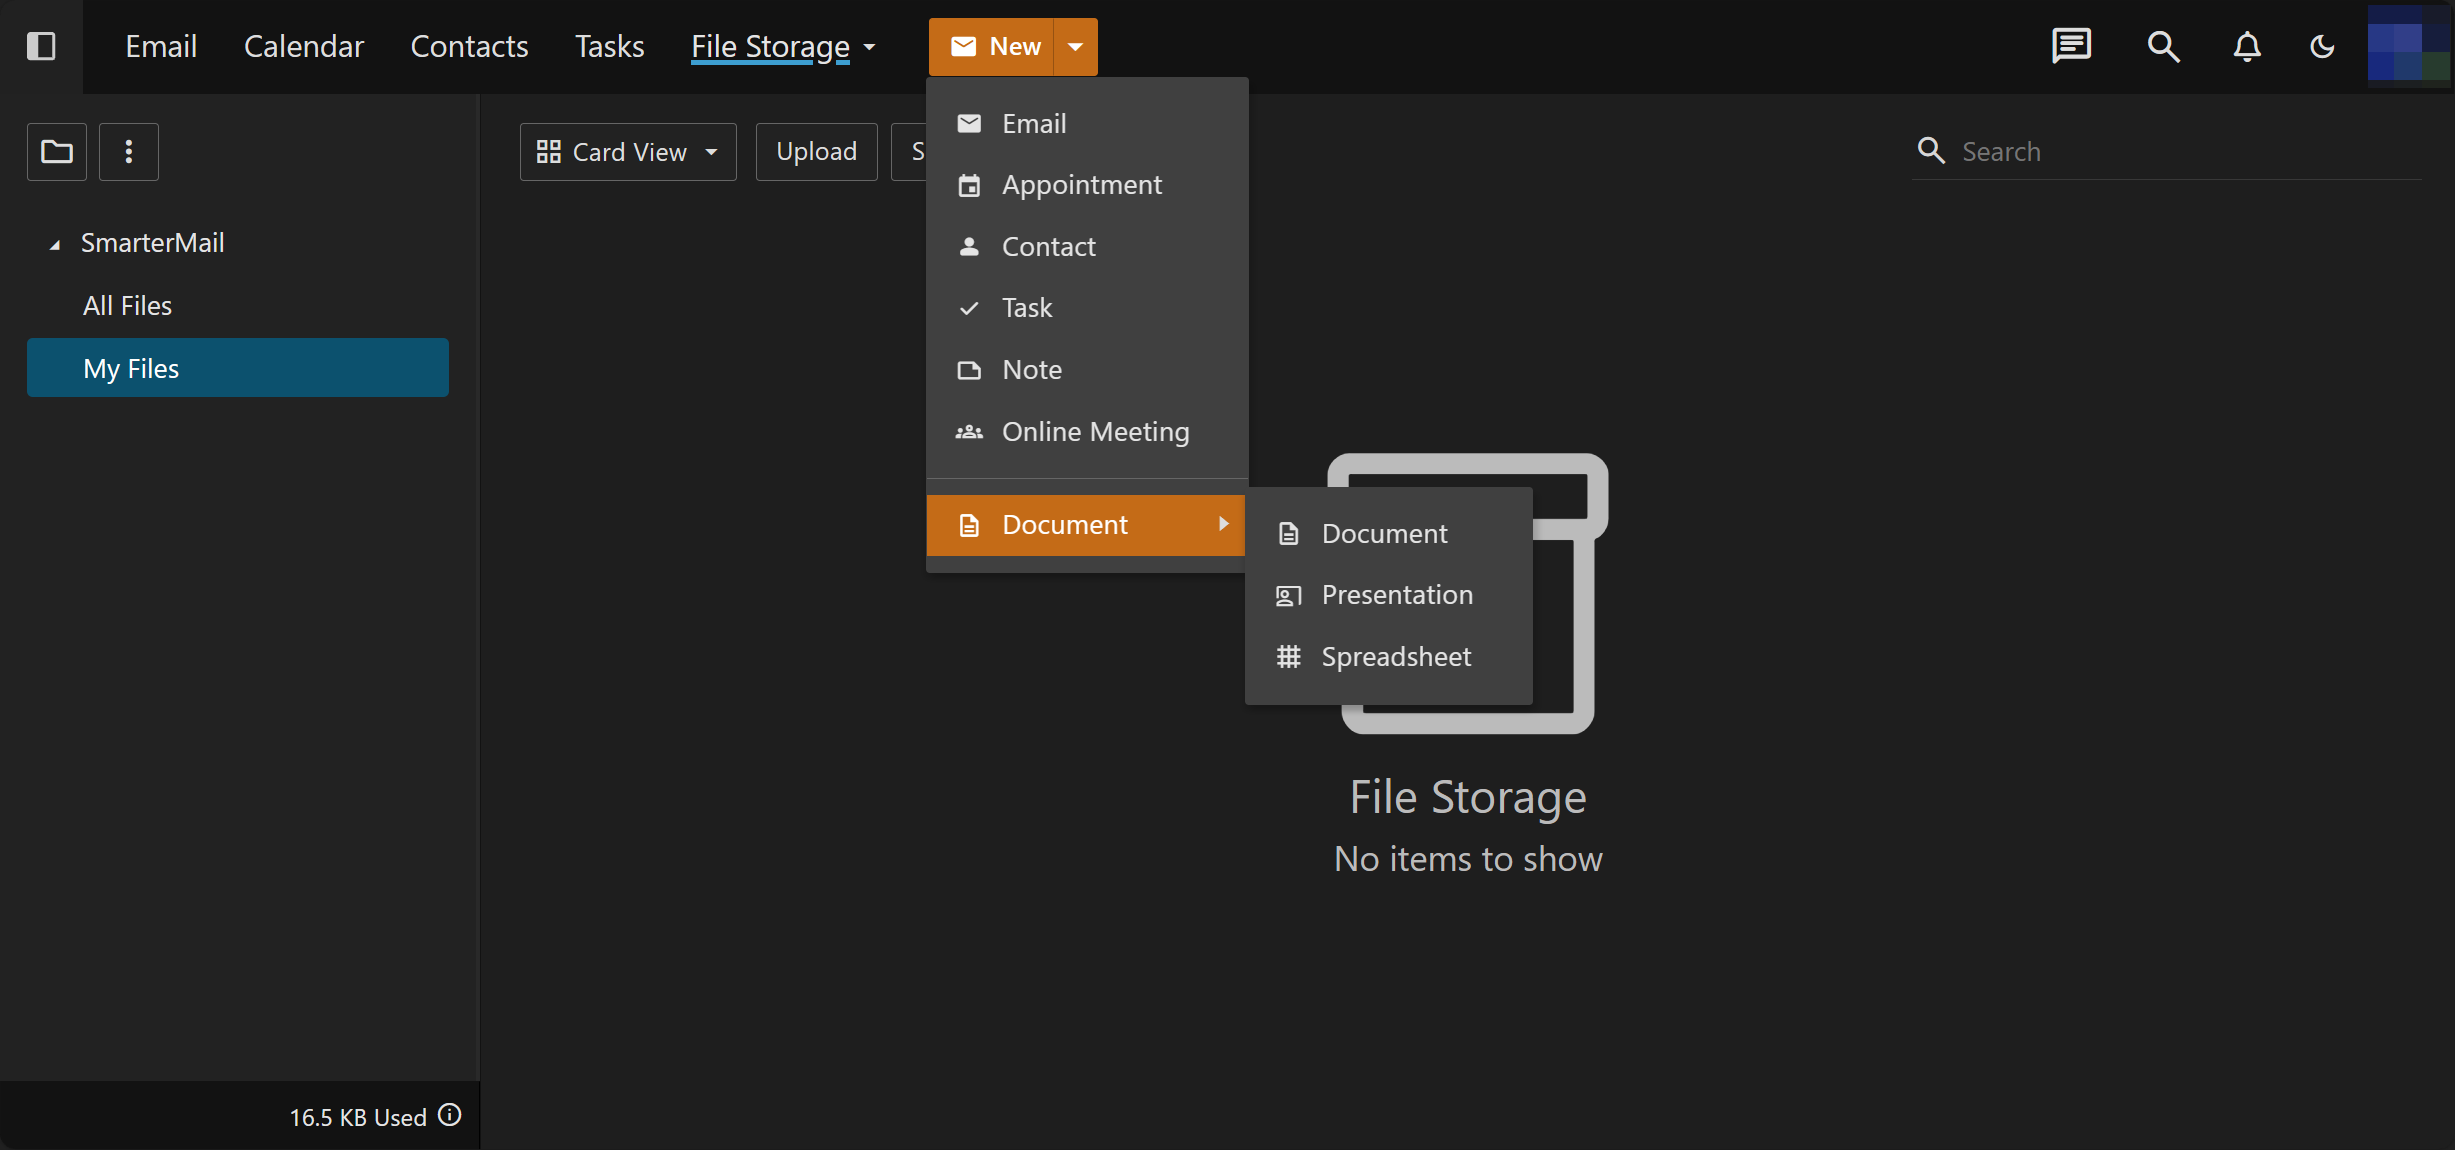 Email Calendar Contacts Tasks File Storage New
Card View Upload S
Search
SmarterMail
All Files
My Files
Email
Appointment
Contact
Task
Note
Online Meeting
Document
Document
Presentation
Spreadsheet
File Storage
No items to show
16.5 KB Used